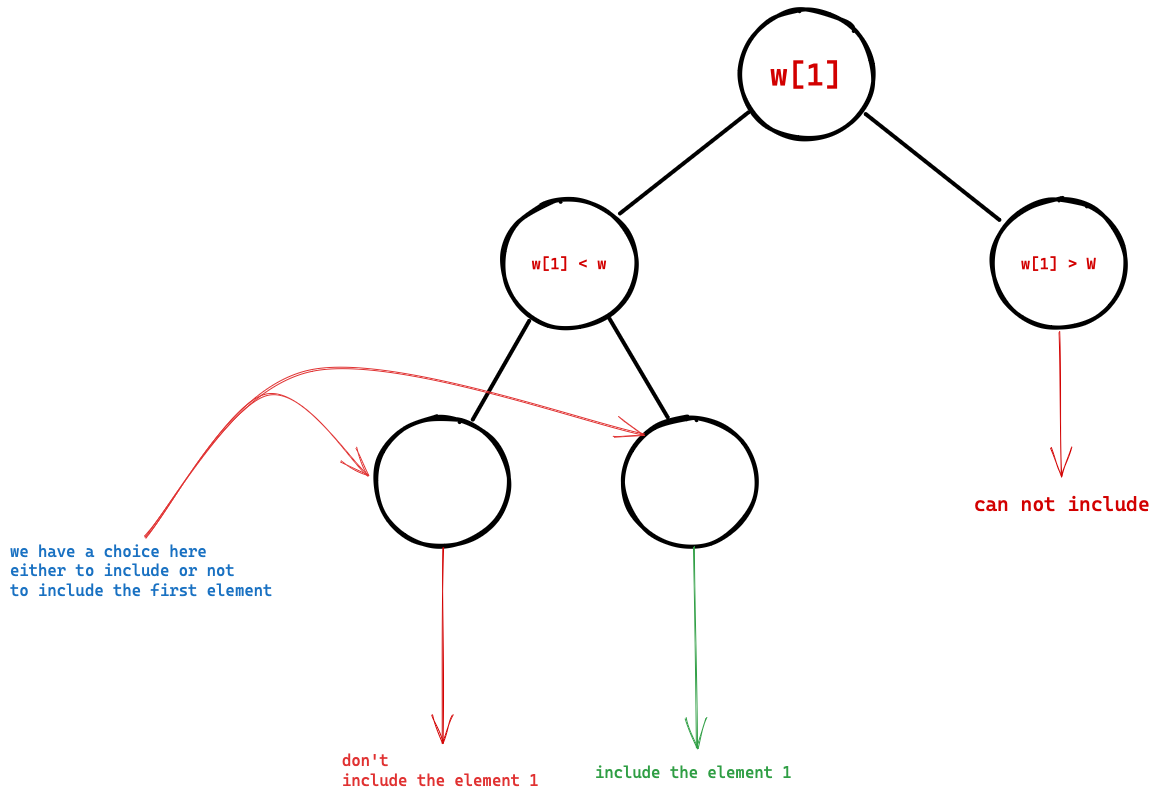 w[1]
w[1] < w
w[1] > W
can not include
we have a choice here
either to include or not
to include the first element
don't
include the element 1
include the element 1